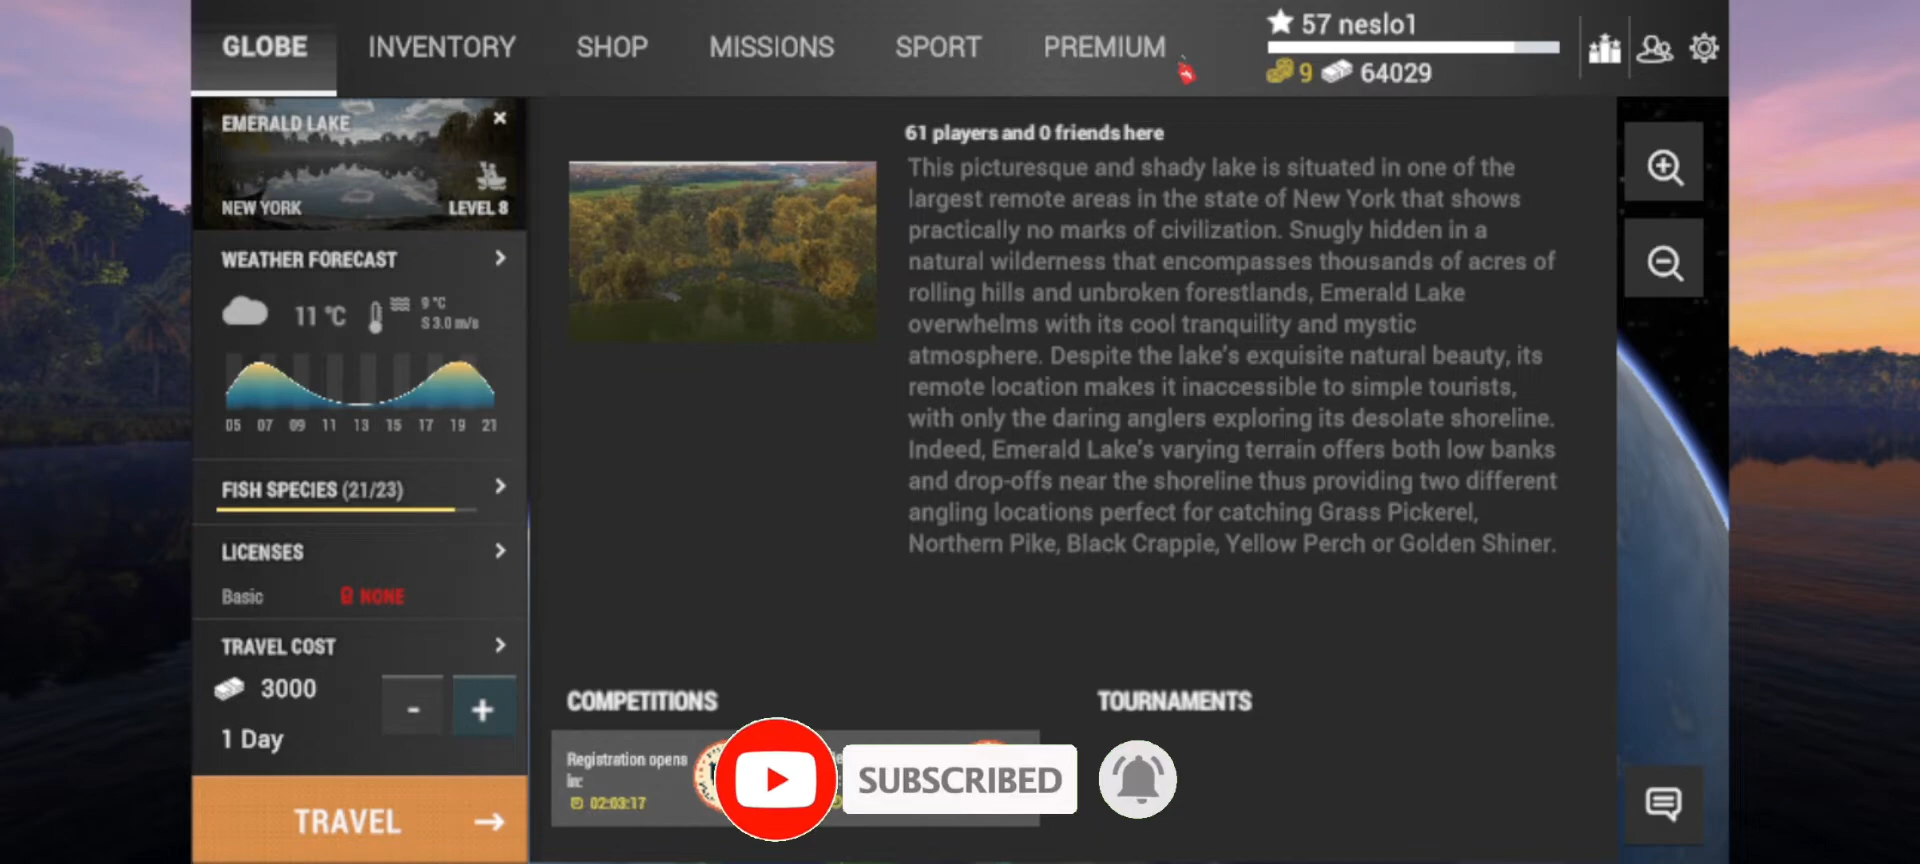 GLOBE
INVENTORY
SHOP
MISSIONS
SPORT
PREMIUM
57 neslo1
9
64029
EMERALD LAKE
NEW YORK
LEVEL 8
WEATHER FORECAST
11 °C
9 °C
S 3.0 m/s
05 07 09 11 13 15 17 19 21
FISH SPECIES (21/23)
LICENSES
Basic
NONE
TRAVEL COST
3000
- +
1 Day
TRAVEL
61 players and 0 friends here
This picturesque and shady lake is situated in one of the
largest remote areas in the state of New York that shows
practically no marks of civilization. Snugly hidden in a
natural wilderness that encompasses thousands of acres of
rolling hills and unbroken forestlands, Emerald Lake
overwhelms with its cool tranquility and mystic
atmosphere. Despite the lake's exquisite natural beauty, its
remote location makes it inaccessible to simple tourists,
with only the daring anglers exploring its desolate shoreline.
Indeed, Emerald Lake's varying terrain offers both low banks
and drop-offs near the shoreline thus providing two different
angling locations perfect for catching Grass Pickerel,
Northern Pike, Black Crappie, Yellow Perch or Golden Shiner.
COMPETITIONS
TOURNAMENTS
Registration opens
in:
02:03:17
SUBSCRIBED